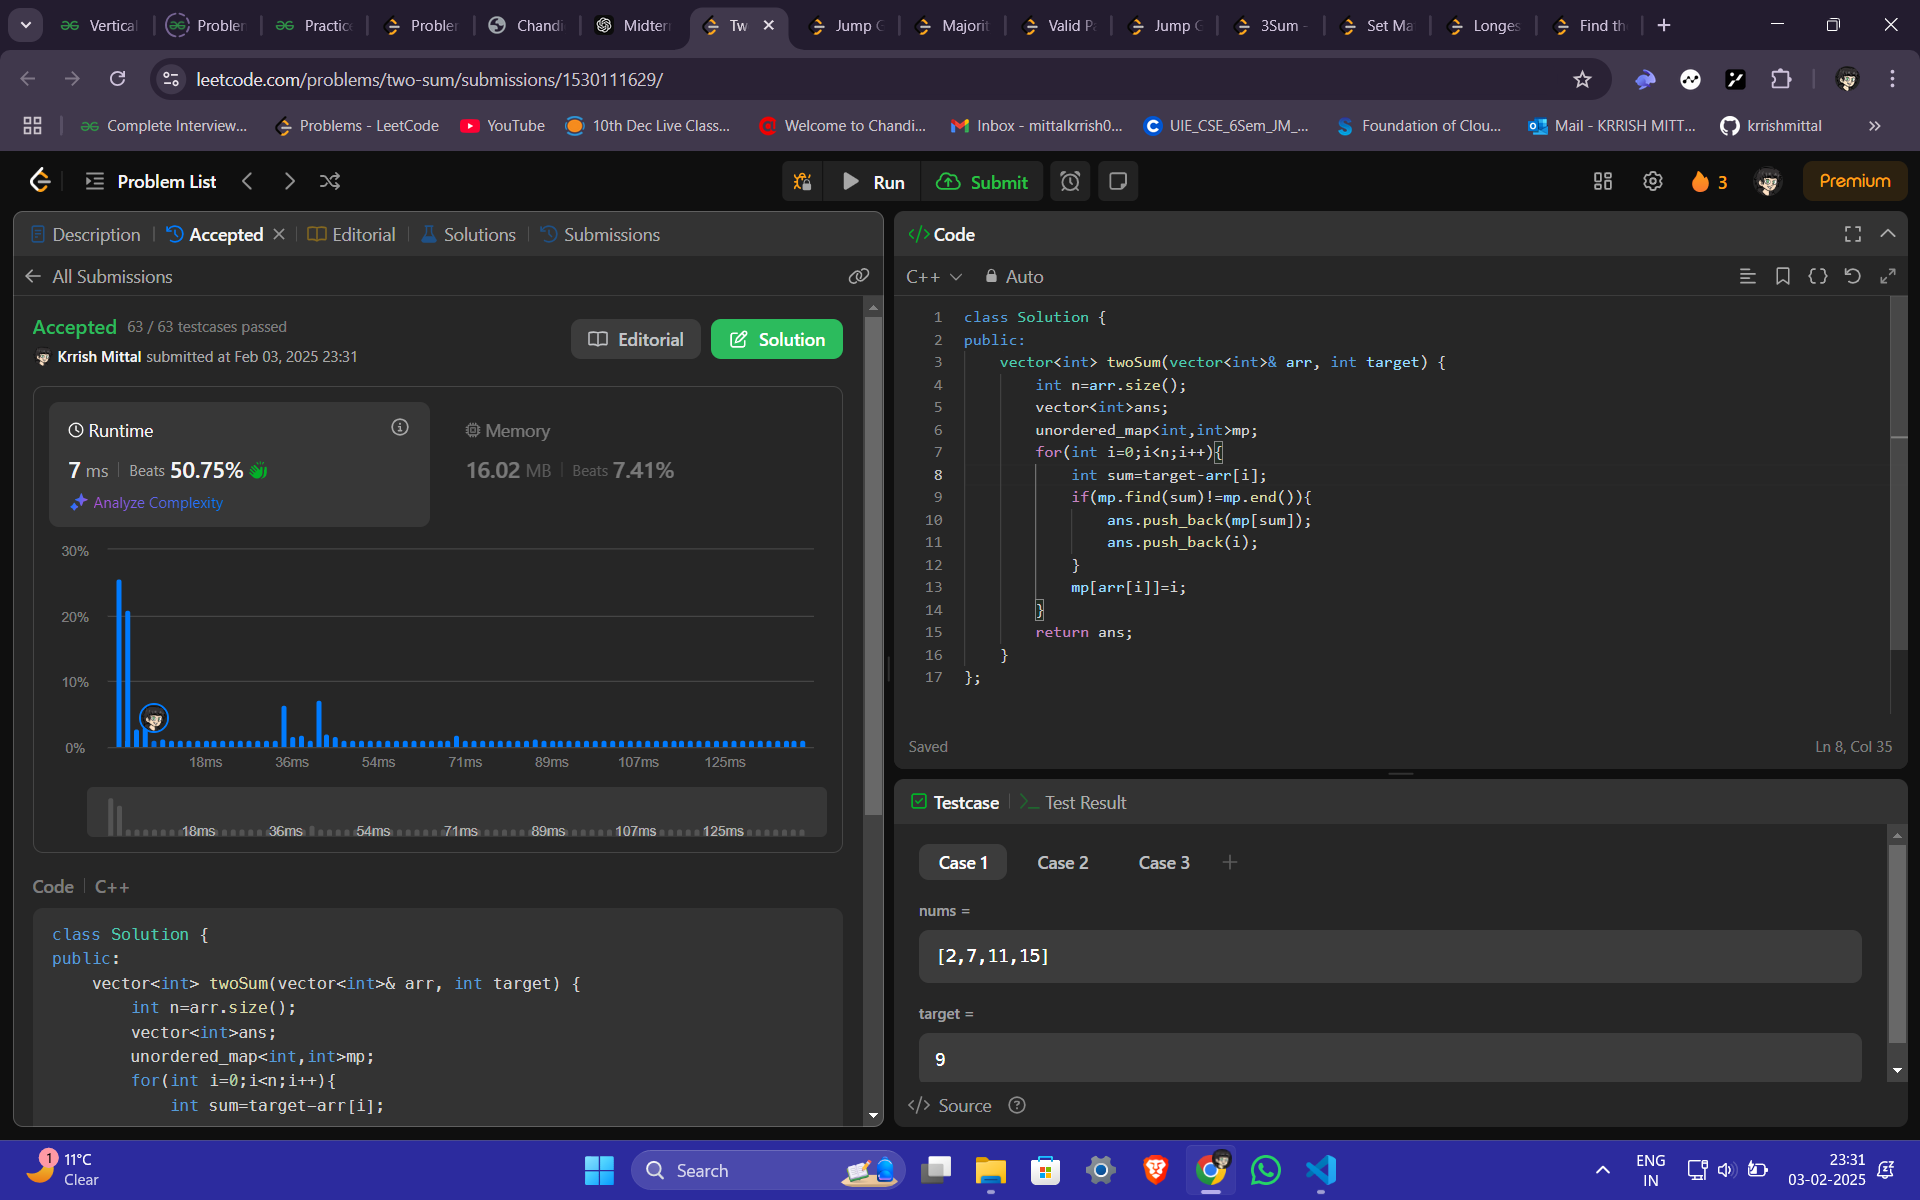 Vertical
Problem
Practice
Problem
Chandi
Midterm
Tw
Jump G
Majorit
Valid Pa
Jump G
3Sum -
Set Ma
Longes
Find th
leetcode.com/problems/two-sum/submissions/1530111629/
Complete Interview...
Problems - LeetCode
YouTube
10th Dec Live Class...
Welcome to Chandi...
Inbox - mittalkrrish0...
UIE_CSE_6Sem_JM_...
Foundation of Clou...
Mail - KRRISH MITT...
krrishmittal
Problem List
Run
Submit
3
Premium
Description
Accepted
Editorial
Solutions
Submissions
All Submissions
Accepted 63 / 63 testcases passed
Krrish Mittal submitted at Feb 03, 2025 23:31
Editorial
Solution
Runtime
7 ms | Beats 50.75%
Analyze Complexity
Memory
16.02 MB | Beats 7.41%
30%
20%
10%
0%
18ms 36ms 54ms 71ms 89ms 107ms 125ms
18ms 36ms 54ms 71ms 89ms 107ms 125ms
Code | C++
class Solution {
public:
    vector<int> twoSum(vector<int>& arr, int target) {
        int n=arr.size();
        vector<int>ans;
        unordered_map<int,int>mp;
        for(int i=0;i<n;i++){
            int sum=target-arr[i];
</> Code
C++
Auto
1 class Solution {
2 public:
3     vector<int> twoSum(vector<int>& arr, int target) {
4         int n=arr.size();
5         vector<int>ans;
6         unordered_map<int,int>mp;
7         for(int i=0;i<n;i++){
8             int sum=target-arr[i];
9             if(mp.find(sum)!=mp.end()){
10                 ans.push_back(mp[sum]);
11                 ans.push_back(i);
12             }
13             mp[arr[i]]=i;
14         }
15         return ans;
16     }
17 };
Saved
Ln 8, Col 35
Testcase
Test Result
Case 1
Case 2
Case 3
nums =
[2,7,11,15]
target =
9
</> Source
1
11°C
Clear
Search
ENG
IN
23:31
03-02-2025